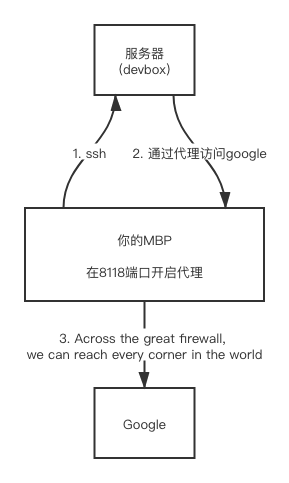 服务器
(devbox)
1. ssh
2. 通过代理访问google
你的MBP
在8118端口开启代理
3. Across the great firewall,
we can reach every corner in the world
Google